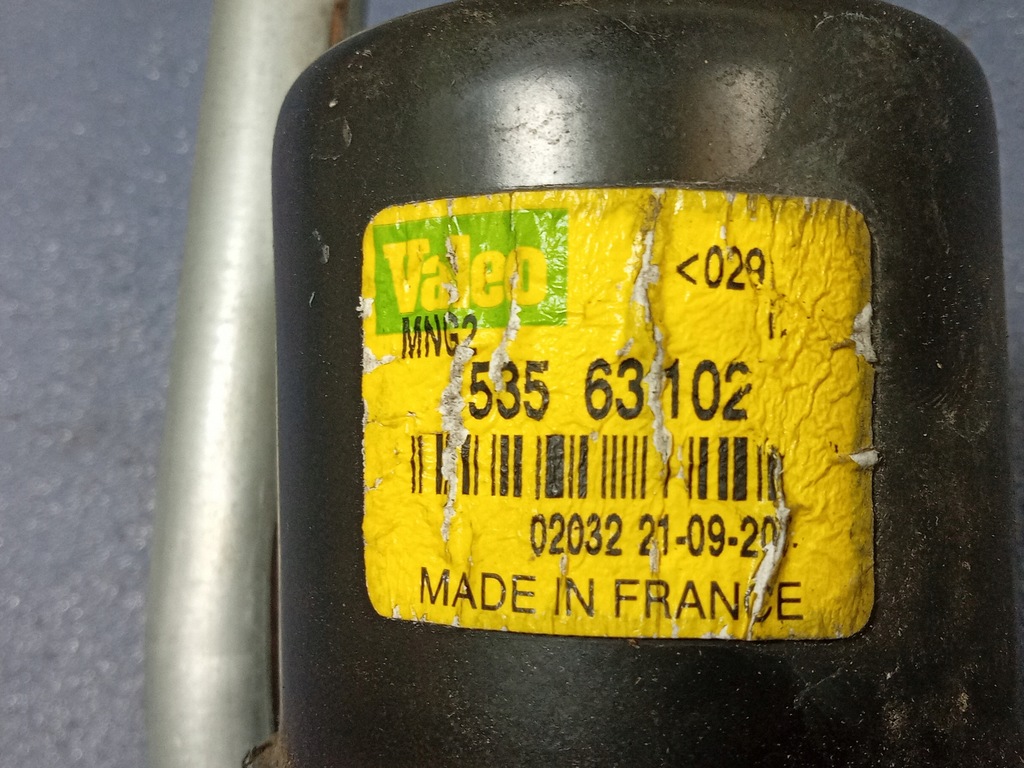 Valeo
<029
MNG2
535 63102
02032 21-09-20
MADE IN FRANCE